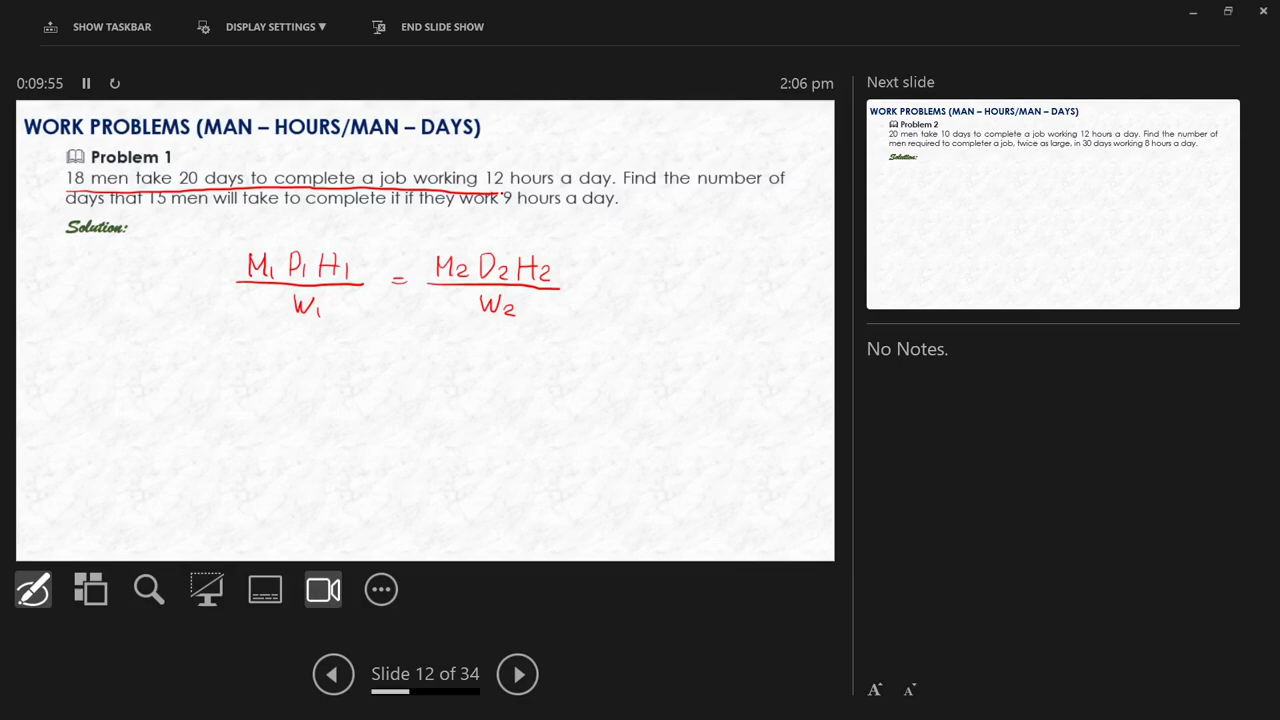 SHOW TASKBAR DISPLAY SETTINGS ▼ END SLIDE SHOW
0:09:55 2:06 pm
WORK PROBLEMS (MAN – HOURS/MAN – DAYS)
Problem 1
18 men take 20 days to complete a job working 12 hours a day. Find the number of
days that 15 men will take to complete it if they work 9 hours a day.
Solution:
M₁ D₁ H₁ = M₂ D₂ H₂
W₁ W₂
Slide 12 of 34
Next slide
WORK PROBLEMS (MAN – HOURS/MAN – DAYS)
Problem 2
20 men take 10 days to complete a job working 12 hours a day. Find the number of
men required to completer a job, twice as large, in 30 days working 8 hours a day.
Solution:
No Notes.
A A